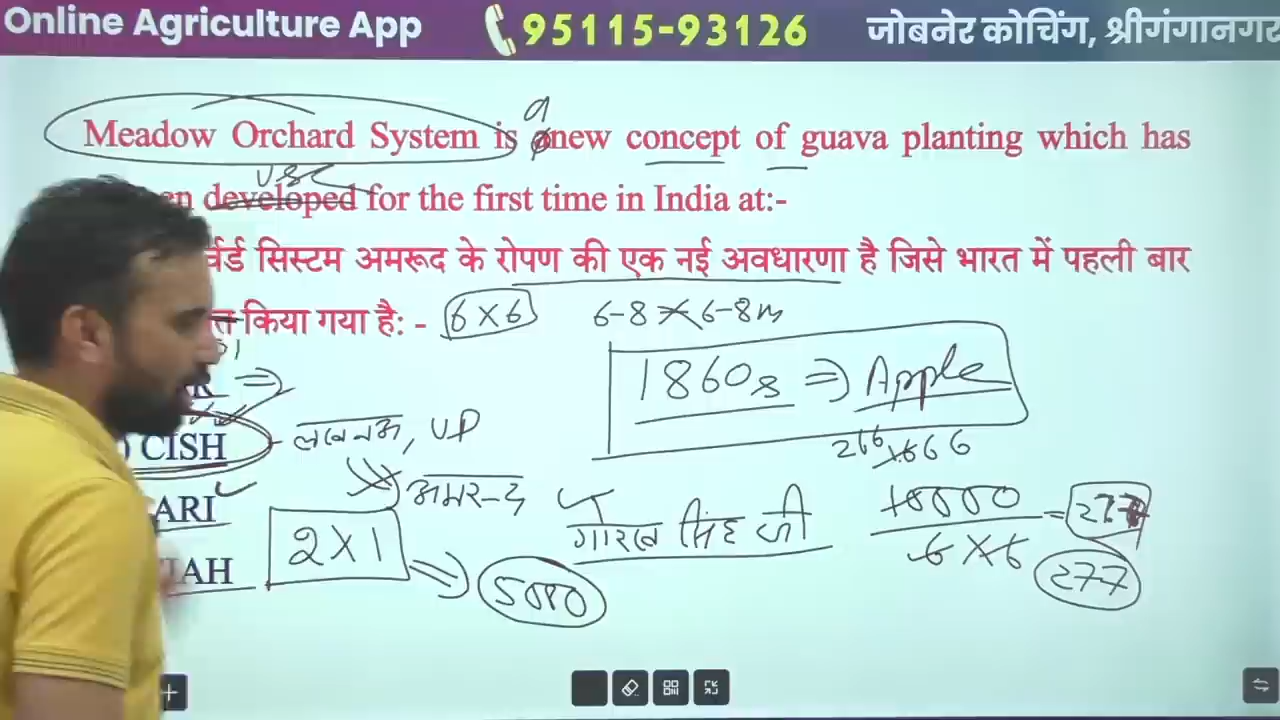 Online Agriculture App 95115-93126 जोबनेर कोचिंग, श्रीगंगानगर
Meadow Orchard System is a new concept of guava planting which has
use
developed for the first time in India at:-
सिस्टम अमरूद के रोपण की एक नई अवधारणा है जिसे भारत में पहली बार
किया गया है: - 6×6 6-8×6-8m
1860s ⇒ Apple
CISH - लखनऊ, UP
अमरूद
ARI
गोरख सिंह जी
10000 / 6×6 = 277
IAH
2×1 ⇒ 5000
277